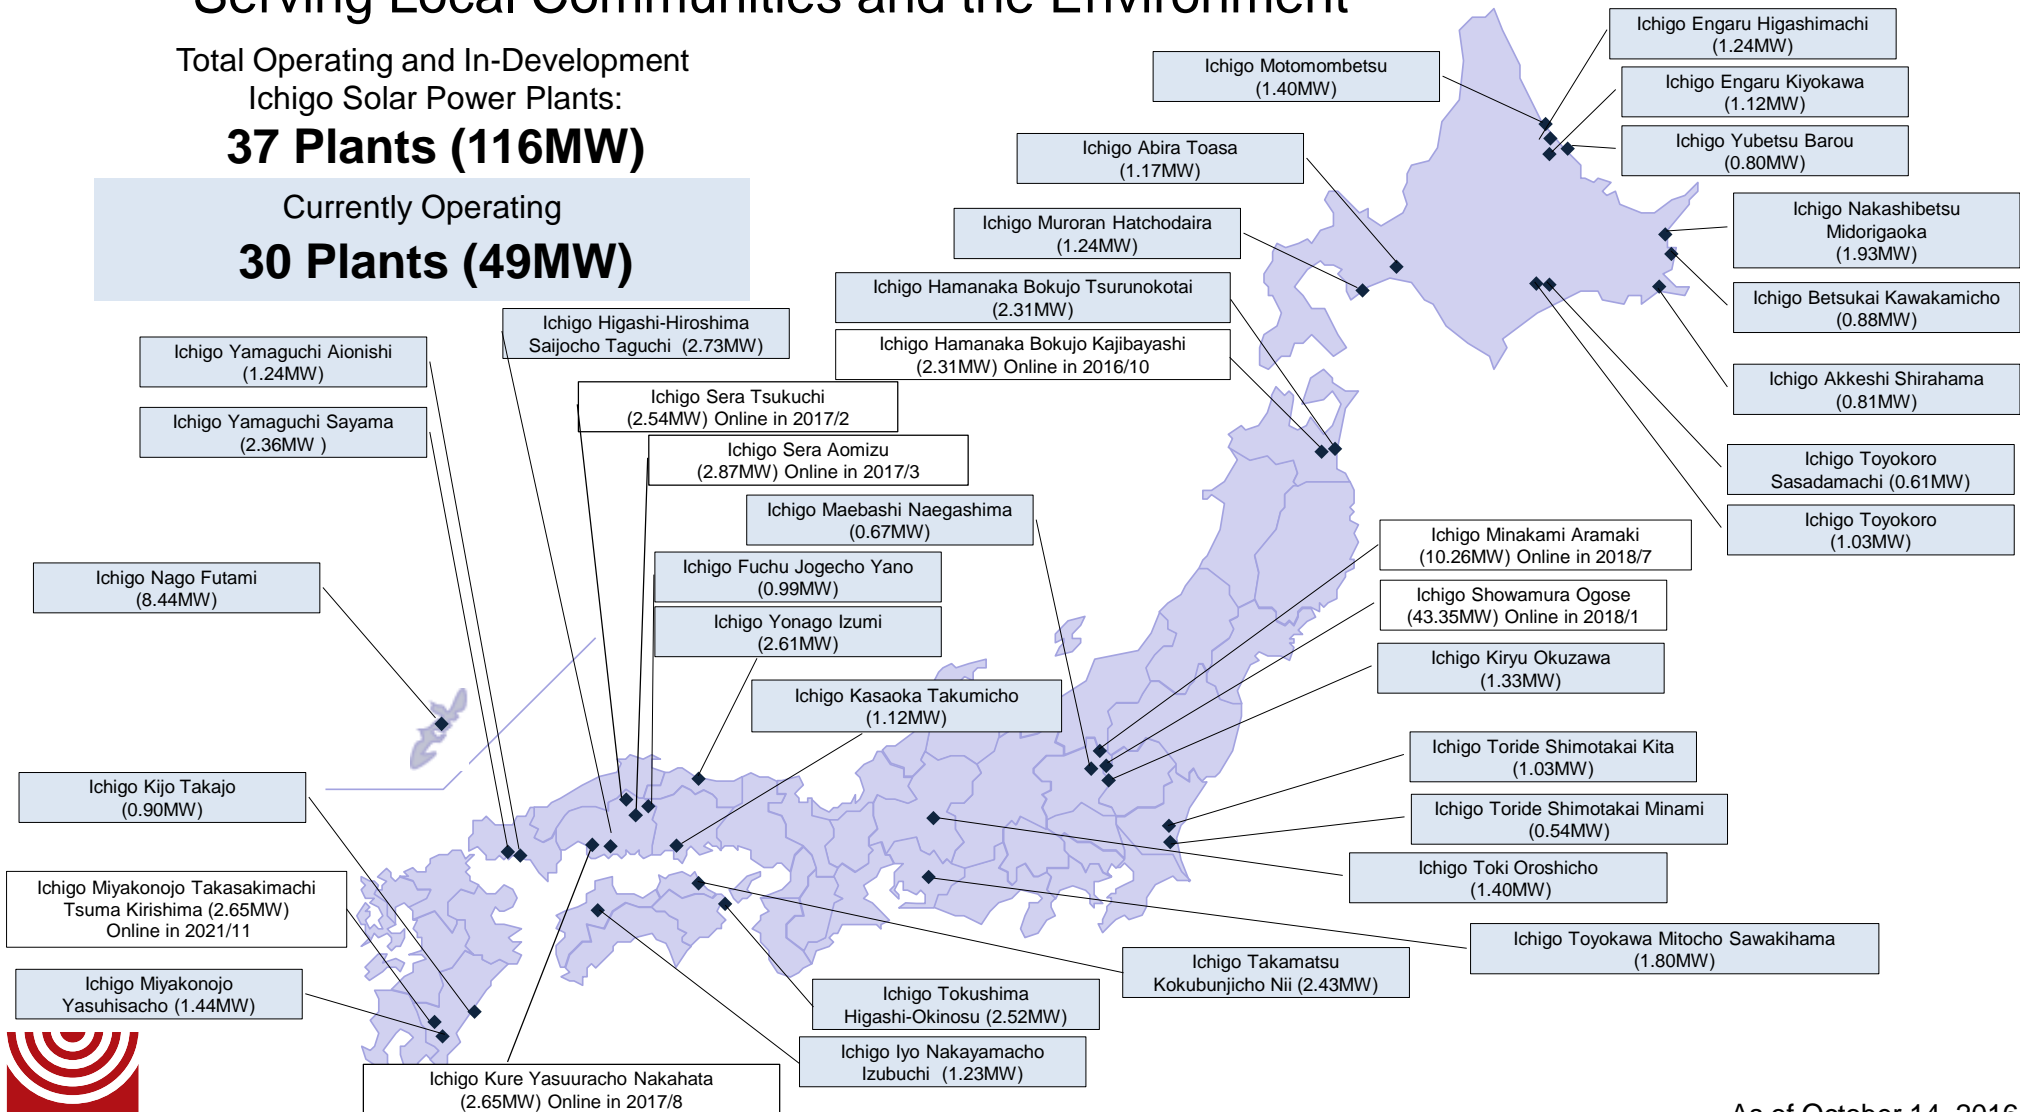 Serving Local Communities and the Environment
Total Operating and In-Development
Ichigo Solar Power Plants:
37 Plants (116MW)
Currently Operating
30 Plants (49MW)
Ichigo Engaru Higashimachi
(1.24MW)
Ichigo Motomombetsu
(1.40MW)
Ichigo Engaru Kiyokawa
(1.12MW)
Ichigo Yubetsu Barou
(0.80MW)
Ichigo Abira Toasa
(1.17MW)
Ichigo Muroran Hatchodaira
(1.24MW)
Ichigo Nakashibetsu
Midorigaoka
(1.93MW)
Ichigo Hamanaka Bokujo Tsurunokotai
(2.31MW)
Ichigo Betsukai Kawakamicho
(0.88MW)
Ichigo Hamanaka Bokujo Kajibayashi
(2.31MW) Online in 2016/10
Ichigo Higashi-Hiroshima
Saijocho Taguchi (2.73MW)
Ichigo Yamaguchi Aionishi
(1.24MW)
Ichigo Akkeshi Shirahama
(0.81MW)
Ichigo Sera Tsukuchi
(2.54MW) Online in 2017/2
Ichigo Yamaguchi Sayama
(2.36MW )
Ichigo Sera Aomizu
(2.87MW) Online in 2017/3
Ichigo Toyokoro
Sasadamachi (0.61MW)
Ichigo Maebashi Naegashima
(0.67MW)
Ichigo Toyokoro
(1.03MW)
Ichigo Minakami Aramaki
(10.26MW) Online in 2018/7
Ichigo Fuchu Jogecho Yano
(0.99MW)
Ichigo Nago Futami
(8.44MW)
Ichigo Showamura Ogose
(43.35MW) Online in 2018/1
Ichigo Yonago Izumi
(2.61MW)
Ichigo Kiryu Okuzawa
(1.33MW)
Ichigo Kasaoka Takumicho
(1.12MW)
Ichigo Toride Shimotakai Kita
(1.03MW)
Ichigo Kijo Takajo
(0.90MW)
Ichigo Toride Shimotakai Minami
(0.54MW)
Ichigo Toki Oroshicho
(1.40MW)
Ichigo Miyakonojo Takasakimachi
Tsuma Kirishima (2.65MW)
Online in 2021/11
Ichigo Toyokawa Mitocho Sawakihama
(1.80MW)
Ichigo Takamatsu
Kokubunjicho Nii (2.43MW)
Ichigo Miyakonojo
Yasuhisacho (1.44MW)
Ichigo Tokushima
Higashi-Okinosu (2.52MW)
Ichigo Iyo Nakayamacho
Izubuchi (1.23MW)
Ichigo Kure Yasuuracho Nakahata
(2.65MW) Online in 2017/8
As of October 14, 2016